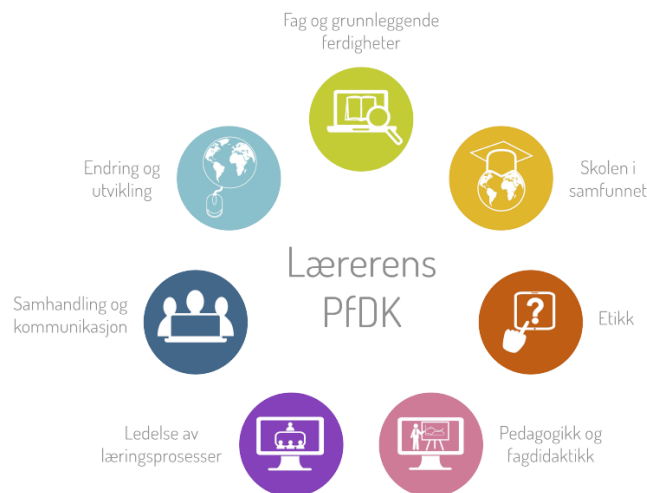 Fag og grunnleggende
ferdigheter
Endring og
utvikling
Skolen i
samfunnet
Lærerens
PfDK
Samhandling og
kommunikasjon
?
Etikk
Ledelse av
læringsprosesser
Pedagogikk og
fagdidaktikk